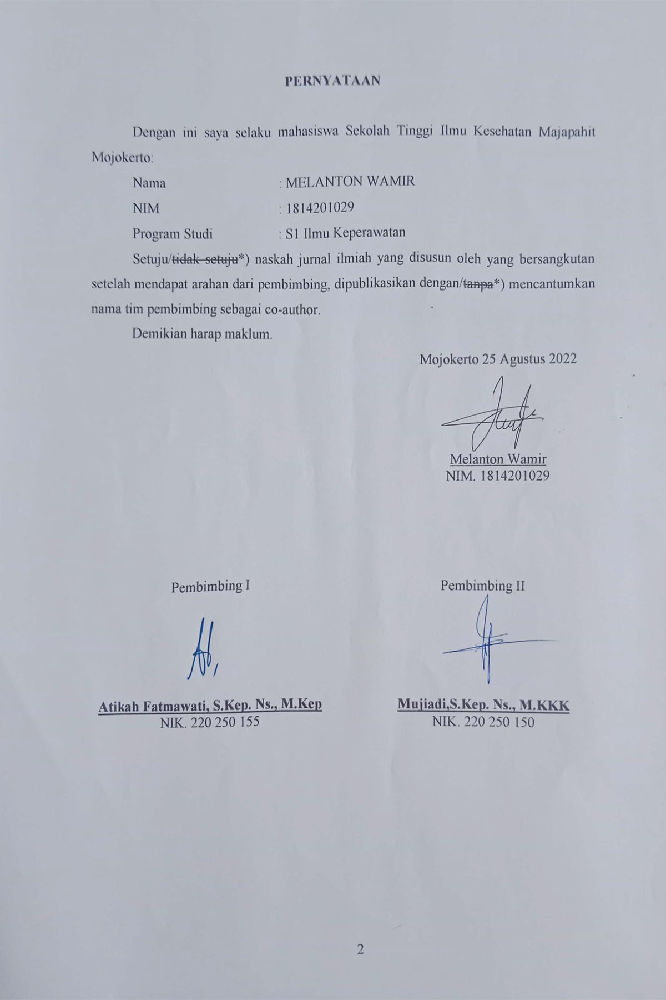 PERNYATAAN
Dengan ini saya selaku mahasiswa Sekolah Tinggi Ilmu Kesehatan Majapahit
Mojokerto:
Nama : MELANTON WAMIR
NIM : 1814201029
Program Studi : S1 Ilmu Keperawatan
Setuju/tidak setuju*) naskah jurnal ilmiah yang disusun oleh yang bersangkutan
setelah mendapat arahan dari pembimbing, dipublikasikan dengan/tanpa*) mencantumkan
nama tim pembimbing sebagai co-author.
Demikian harap maklum.
Mojokerto 25 Agustus 2022
Melanton Wamir
NIM. 1814201029
Pembimbing I
Pembimbing II
Atikah Fatmawati, S.Kep. Ns., M.Kep
NIK. 220 250 155
Mujiadi,S.Kep. Ns., M.KKK
NIK. 220 250 150
2